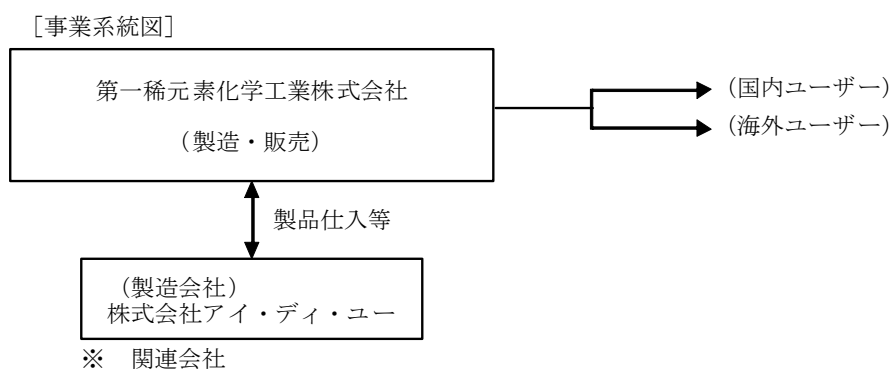 ［事業系統図］
第一稀元素化学工業株式会社
（製造・販売）
（国内ユーザー）
（海外ユーザー）
製品仕入等
（製造会社）
株式会社アイ・ディ・ユー
※　関連会社